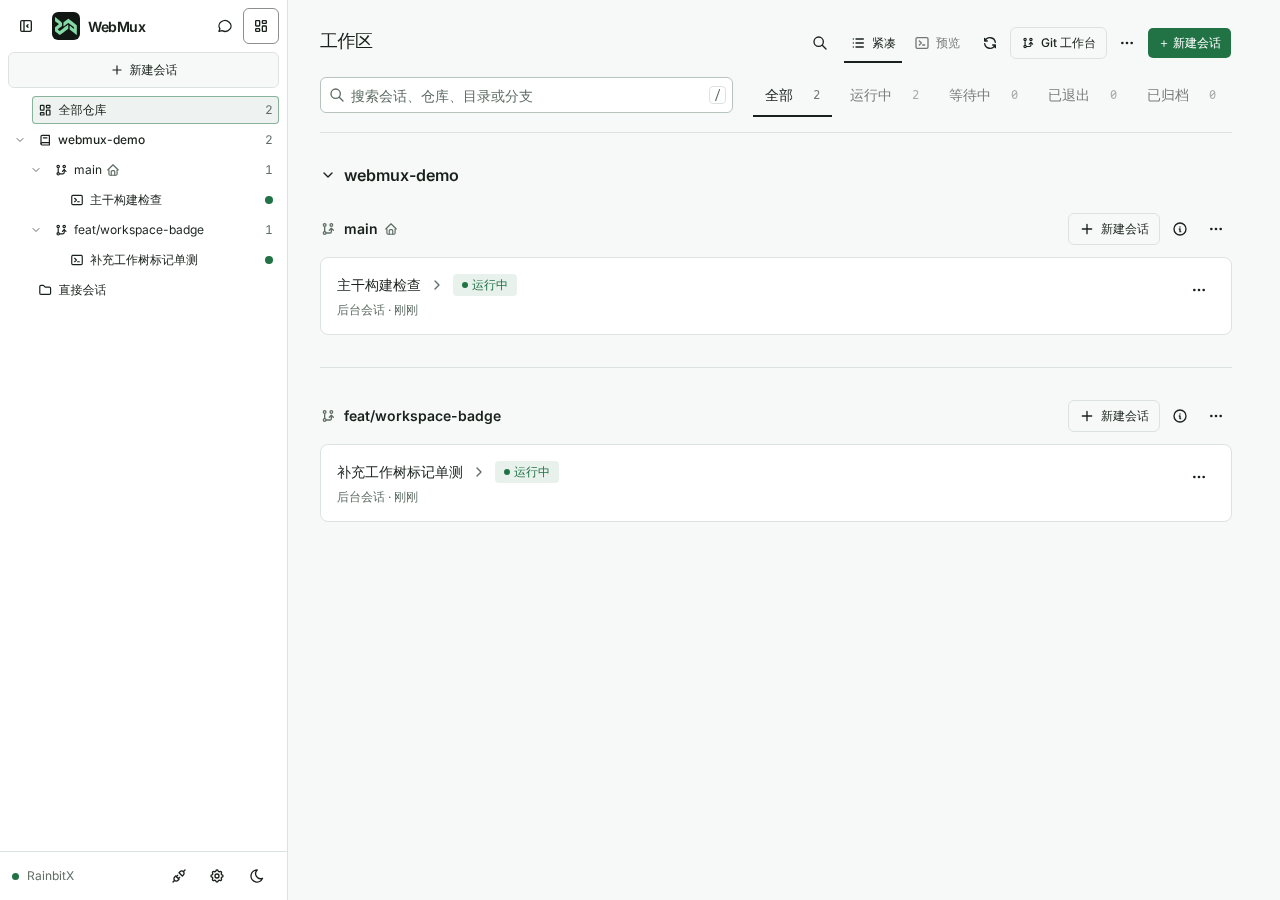 WebMux
新建会话
全部仓库 2
webmux-demo 2
main 1
主干构建检查
feat/workspace-badge 1
补充工作树标记单测
直接会话
RainbitX
工作区
紧凑 预览 Git 工作台 + 新建会话
搜索会话、仓库、目录或分支 /
全部 2 运行中 2 等待中 0 已退出 0 已归档 0
webmux-demo
main 新建会话
主干构建检查 运行中
后台会话 · 刚刚
feat/workspace-badge 新建会话
补充工作树标记单测 运行中
后台会话 · 刚刚